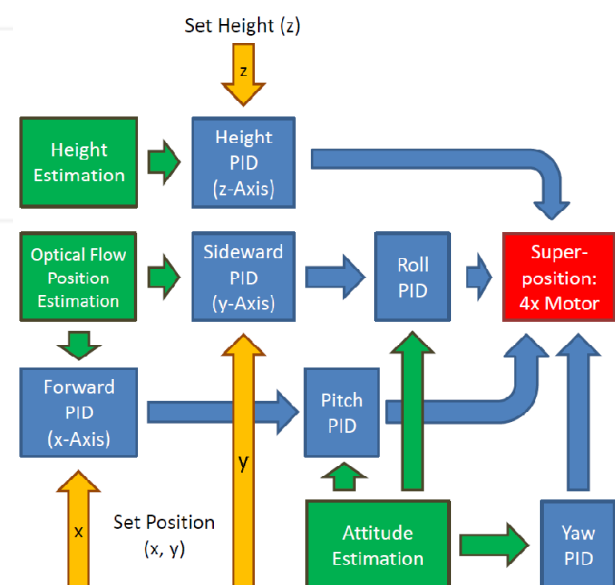 Set Height (z)
z
Height
Estimation
Height
PID
(z-Axis)
Optical Flow
Position
Estimation
Sideward
PID
(y-Axis)
Roll
PID
Super-
position:
4x Motor
Forward
PID
(x-Axis)
Pitch
PID
y
x
Set Position
(x, y)
Attitude
Estimation
Yaw
PID